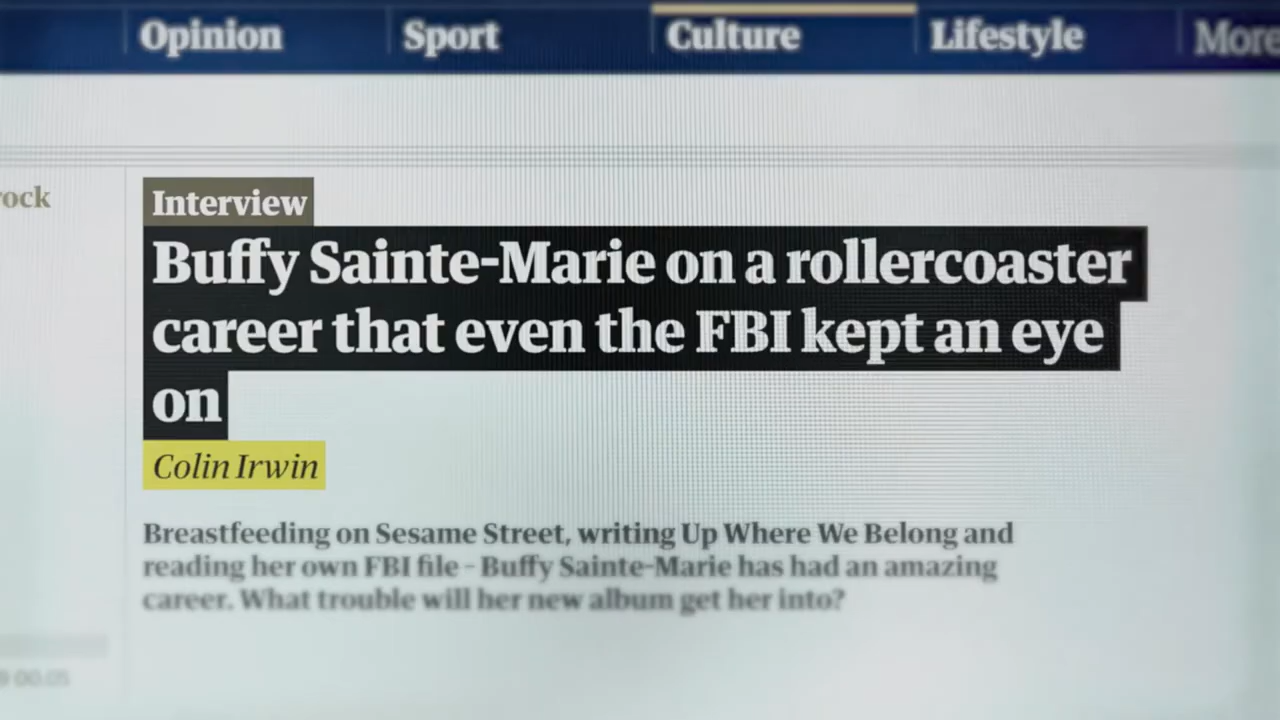 Opinion Sport Culture Lifestyle More
rock
Interview
Buffy Sainte-Marie on a rollercoaster
career that even the FBI kept an eye
on
Colin Irwin
Breastfeeding on Sesame Street, writing Up Where We Belong and
reading her own FBI file - Buffy Sainte-Marie has had an amazing
career. What trouble will her new album get her into?